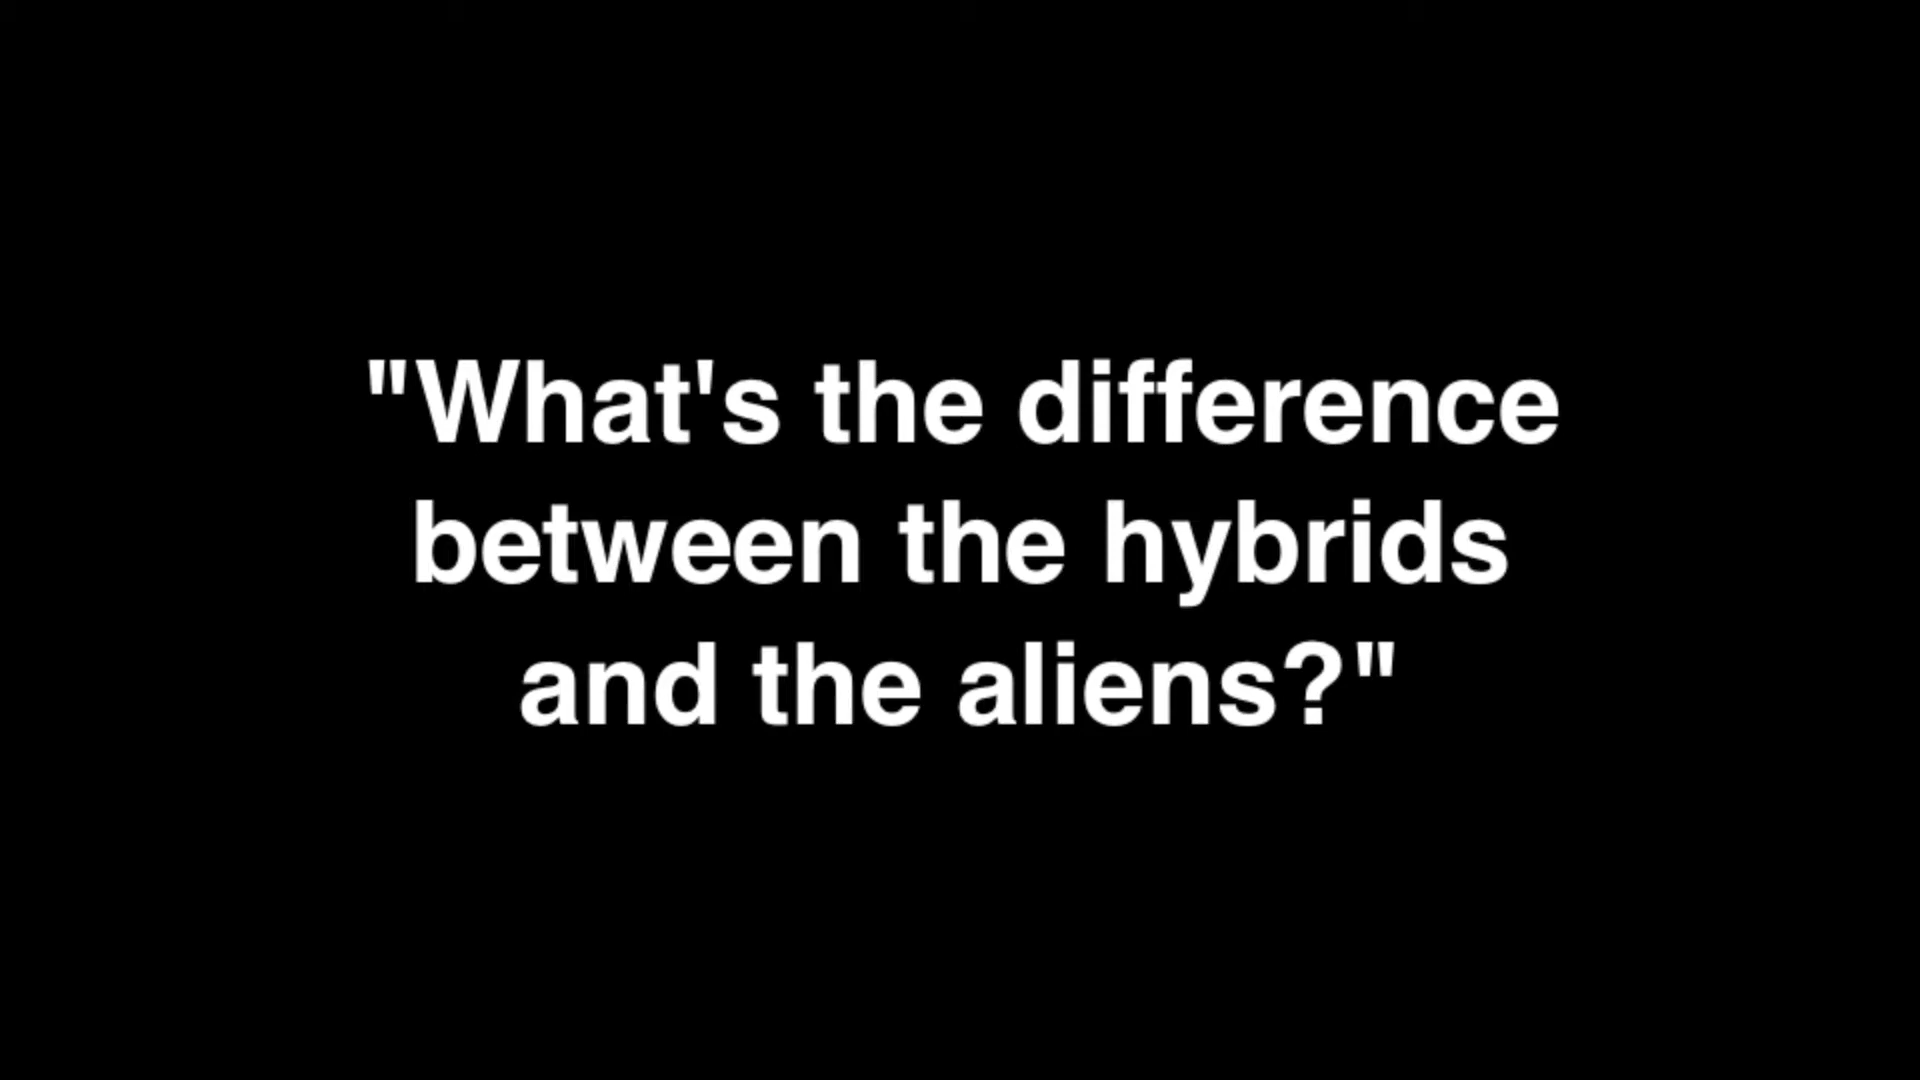 "What's the difference
between the hybrids
and the aliens?"